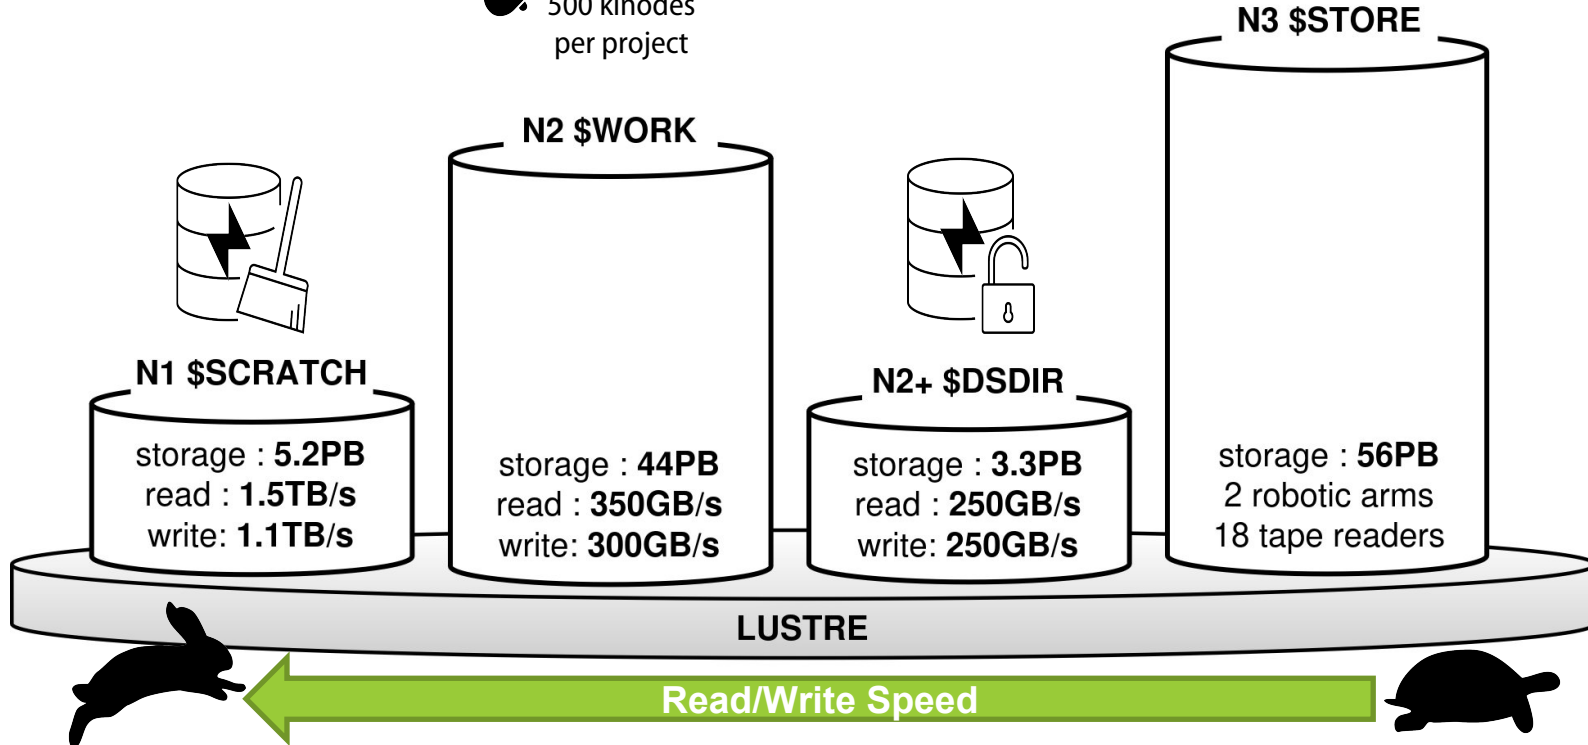 500 kinodes
per project
N3 $STORE
N2 $WORK
N1 $SCRATCH
N2+ $DSDIR
storage : 5.2PB
read : 1.5TB/s
write: 1.1TB/s
storage : 44PB
read : 350GB/s
write: 300GB/s
storage : 3.3PB
read : 250GB/s
write: 250GB/s
storage : 56PB
2 robotic arms
18 tape readers
LUSTRE
Read/Write Speed